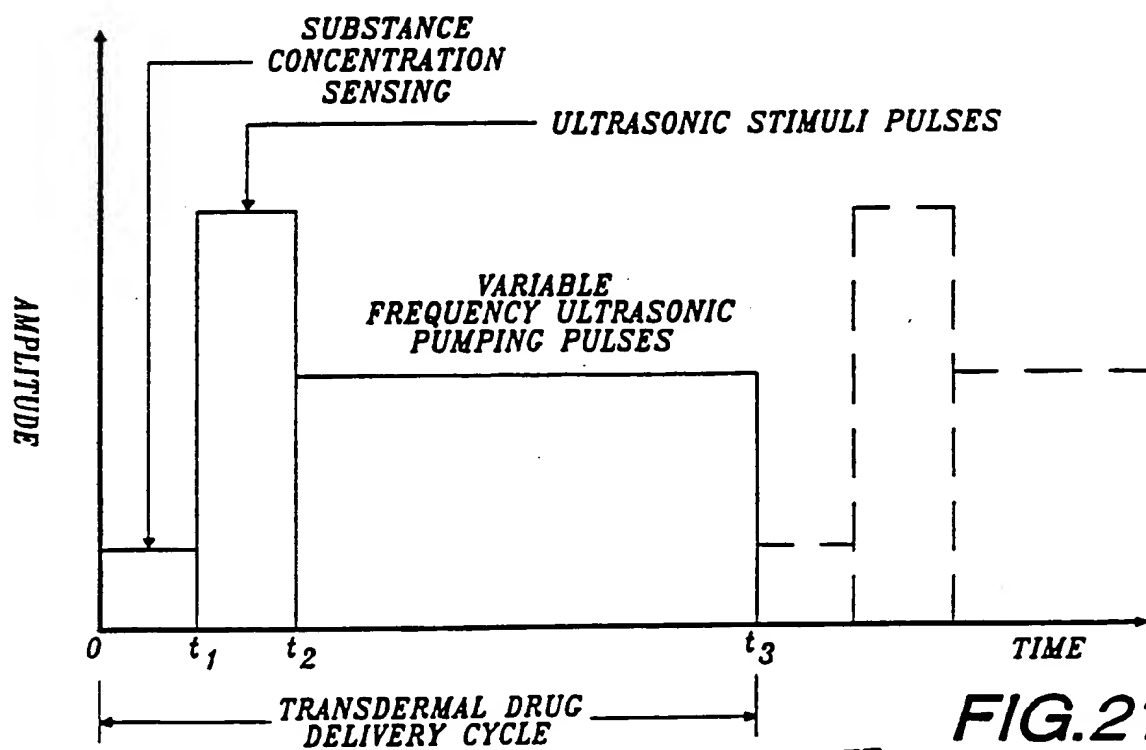 SUBSTANCE
CONCENTRATION
SENSING
ULTRASONIC STIMULI PULSES
VARIABLE
FREQUENCY ULTRASONIC
PUMPING PULSES
AMPLITUDE
0 t1 t2 t3 TIME
TRANSDERMAL DRUG
DELIVERY CYCLE